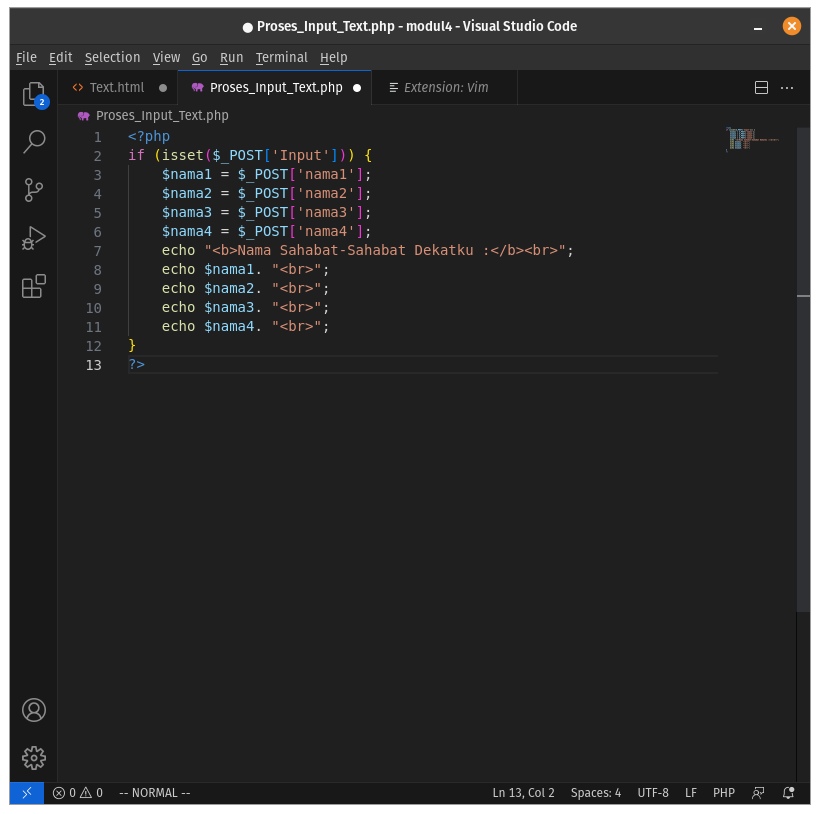 ● Proses_Input_Text.php - modul4 - Visual Studio Code
File Edit Selection View Go Run Terminal Help
Text.html Proses_Input_Text.php Extension: Vim
2
Proses_Input_Text.php
1 <?php
2 if (isset($_POST['Input'])) {
3     $nama1 = $_POST['nama1'];
4     $nama2 = $_POST['nama2'];
5     $nama3 = $_POST['nama3'];
6     $nama4 = $_POST['nama4'];
7     echo "<b>Nama Sahabat-Sahabat Dekatku :</b><br>";
8     echo $nama1. "<br>";
9     echo $nama2. "<br>";
10     echo $nama3. "<br>";
11     echo $nama4. "<br>";
12 }
13 ?>
0 0 -- NORMAL -- Ln 13, Col 2 Spaces: 4 UTF-8 LF PHP